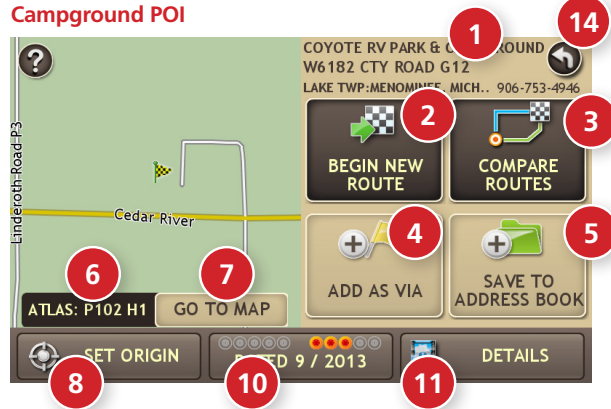 Campground POI
14
1
COYOTE RV PARK & C ROUND
W6182 CTY ROAD G12
LAKE TWP:MENOMINEE, MICH.. 906-753-4946
?
2
3
BEGIN NEW
ROUTE
COMPARE
ROUTES
Linderoth-Road-P3
Cedar River
4
5
ADD AS VIA
SAVE TO
ADDRESS BOOK
6
7
ATLAS: P102 H1
GO TO MAP
SET ORIGIN
RATED 9 / 2013
DETAILS
8
10
11